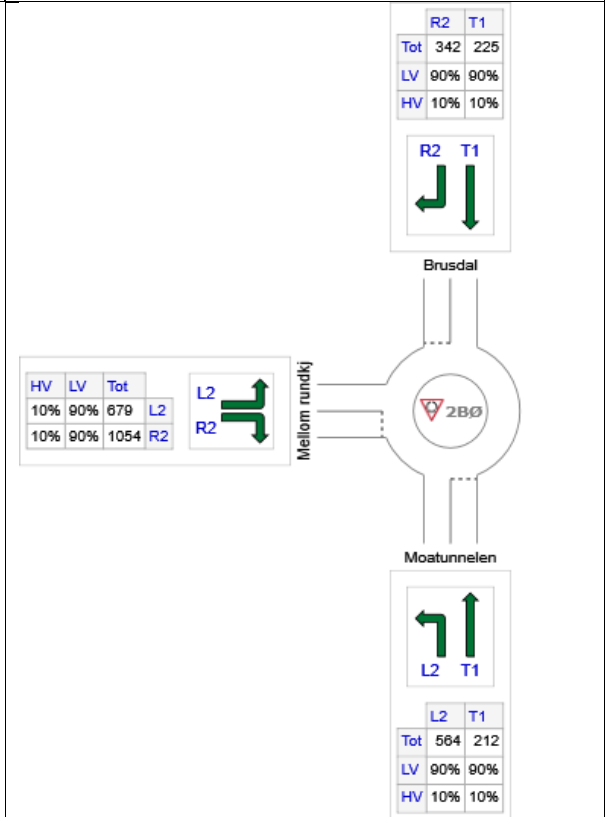 R2 T1
Tot 342 225
LV 90% 90%
HV 10% 10%
R2 T1
Brusdal
HV LV Tot
10% 90% 679 L2
10% 90% 1054 R2
L2
R2
Mellom rundkj
2BØ
Moatunnelen
L2 T1
L2 T1
Tot 564 212
LV 90% 90%
HV 10% 10%